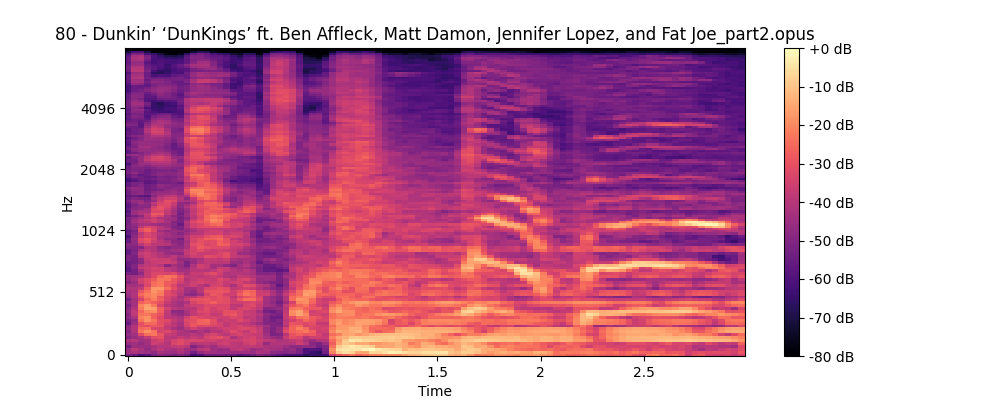 80 - Dunkin’ ‘DunKings’ ft. Ben Affleck, Matt Damon, Jennifer Lopez, and Fat Joe_part2.opus
+0 dB
4096
-10 dB
-20 dB
2048
-30 dB
Hz
-40 dB
1024
-50 dB
512
-60 dB
-70 dB
0
-80 dB
0 0.5 1 1.5 2 2.5
Time